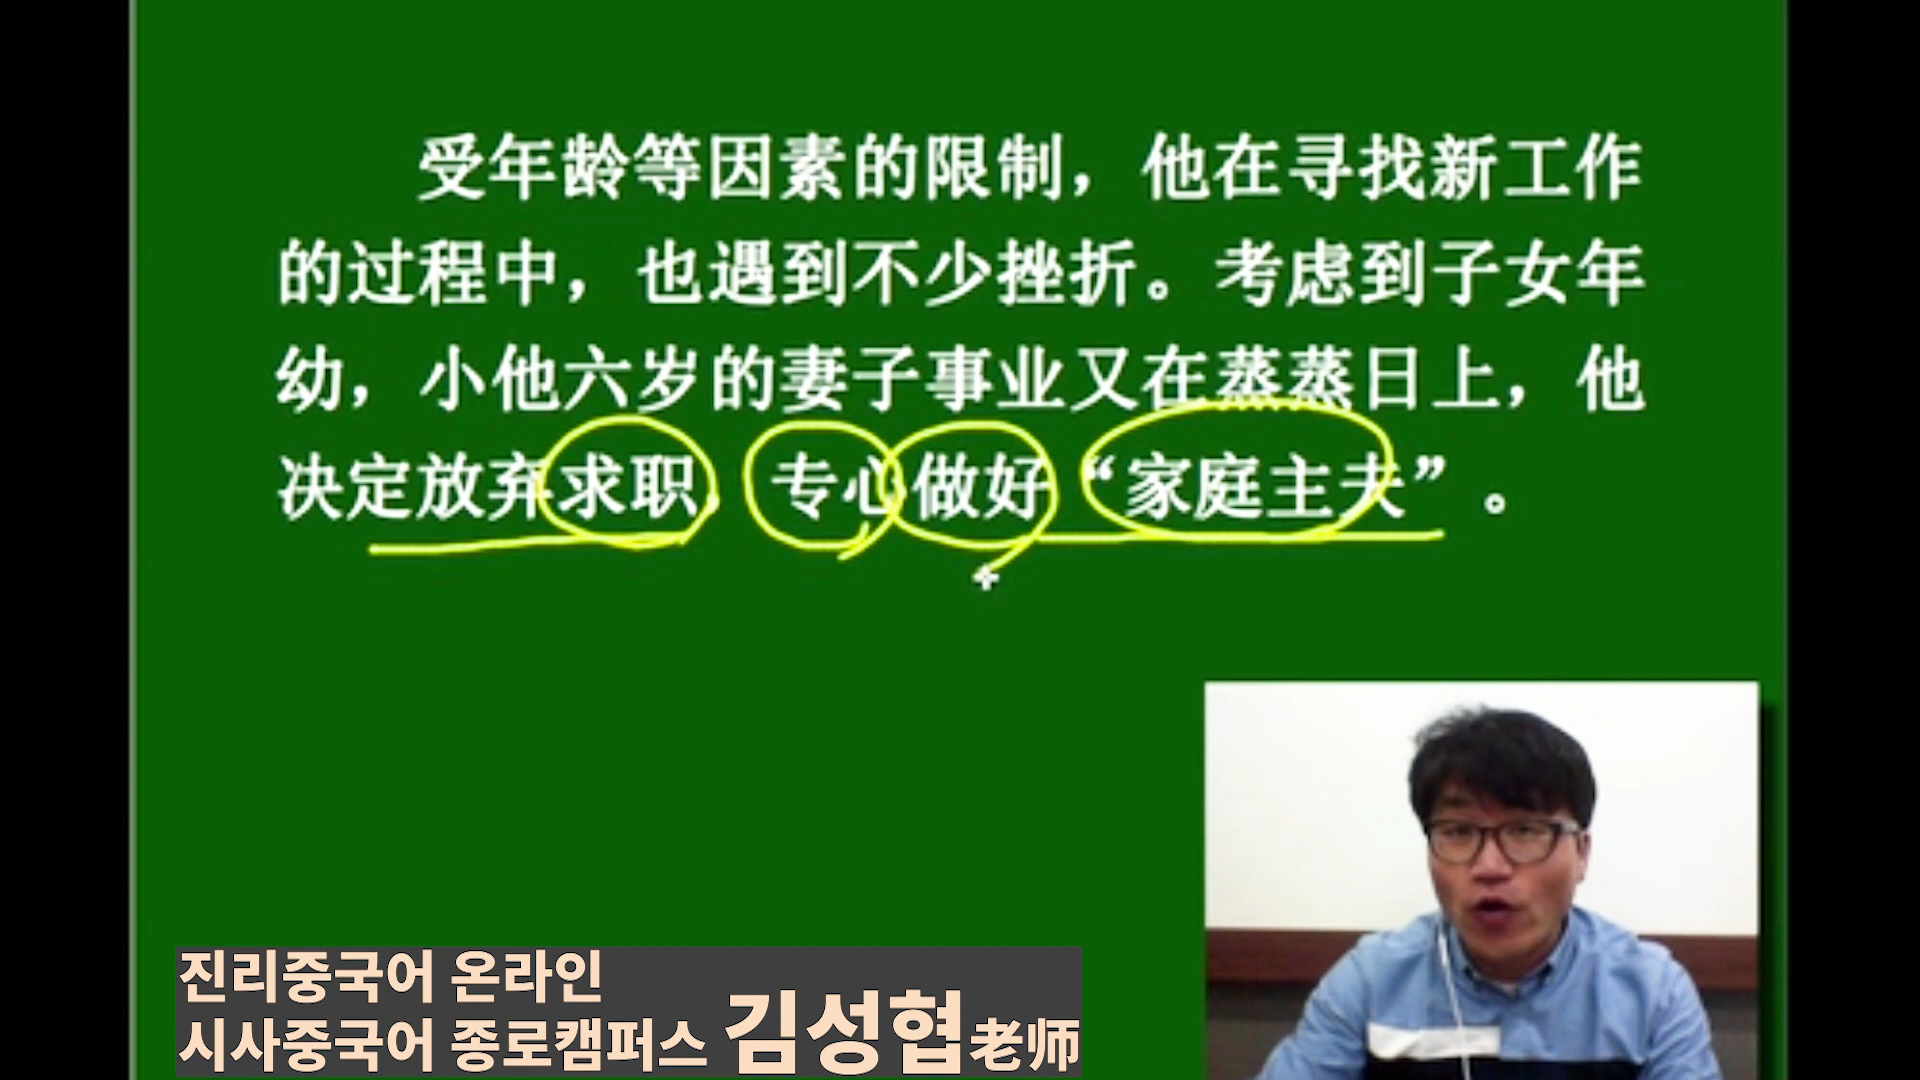 受年龄等因素的限制，他在寻找新工作
的过程中，也遇到不少挫折。考虑到子女年
幼，小他六岁的妻子事业又在蒸蒸日上，他
决定放弃求职，专心做好“家庭主夫”。
진리중국어 온라인
시사중국어 종로캠퍼스 김성협老师